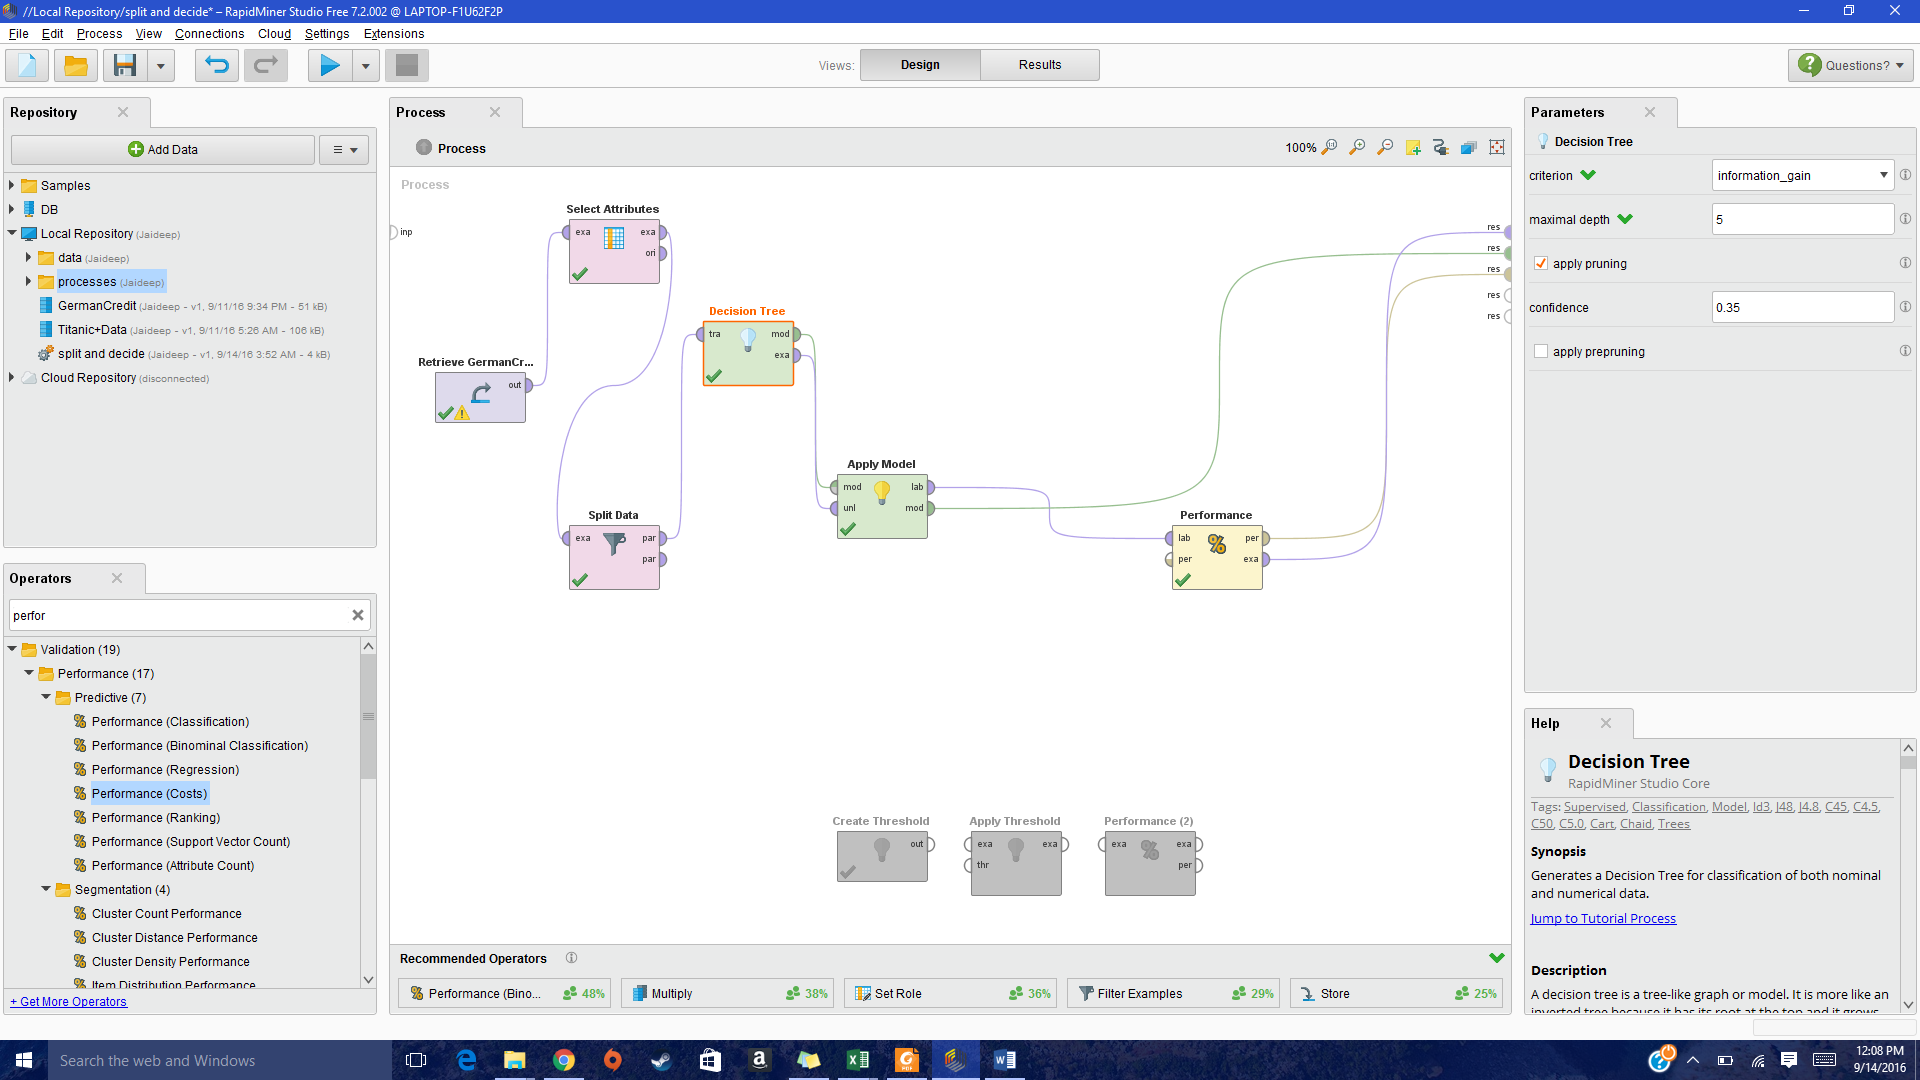 //Local Repository/split and decide* – RapidMiner Studio Free 7.2.002 @ LAPTOP-F1U62F2P
File Edit Process View Connections Cloud Settings Extensions
Views: Design Results
Questions?
Repository
Add Data
Samples
DB
Local Repository (Jaideep)
data (Jaideep)
processes (Jaideep)
GermanCredit (Jaideep - v1, 9/11/16 9:34 PM - 51 kB)
Titanic+Data (Jaideep - v1, 9/11/16 5:26 AM - 106 kB)
split and decide (Jaideep - v1, 9/14/16 3:52 AM - 4 kB)
Cloud Repository (disconnected)
Operators
perfor
Validation (19)
Performance (17)
Predictive (7)
Performance (Classification)
Performance (Binominal Classification)
Performance (Regression)
Performance (Costs)
Performance (Ranking)
Performance (Support Vector Count)
Performance (Attribute Count)
Segmentation (4)
Cluster Count Performance
Cluster Distance Performance
Cluster Density Performance
Item Distribution Performance
+ Get More Operators
Process
Process
100%
Process
inp
Select Attributes
exa exa
ori
Decision Tree
tra mod
exa
Retrieve GermanCr...
out
Apply Model
mod lab
unl mod
Split Data
exa par
par
Performance
lab per
per exa
res
res
res
res
res
Create Threshold
out
Apply Threshold
exa exa
thr
Performance (2)
exa exa
per
Recommended Operators
Performance (Bino... 48%
Multiply 38%
Set Role 36%
Filter Examples 29%
Store 25%
Parameters
Decision Tree
criterion information_gain
maximal depth 5
apply pruning
confidence 0.35
apply prepruning
Help
Decision Tree
RapidMiner Studio Core
Tags: Supervised, Classification, Model, Id3, J48, J4.8, C45, C4.5,
C50, C5.0, Cart, Chaid, Trees
Synopsis
Generates a Decision Tree for classification of both nominal
and numerical data.
Jump to Tutorial Process
Description
A decision tree is a tree-like graph or model. It is more like an
inverted tree because it has its root at the top and it grows
Search the web and Windows
12:08 PM
9/14/2016